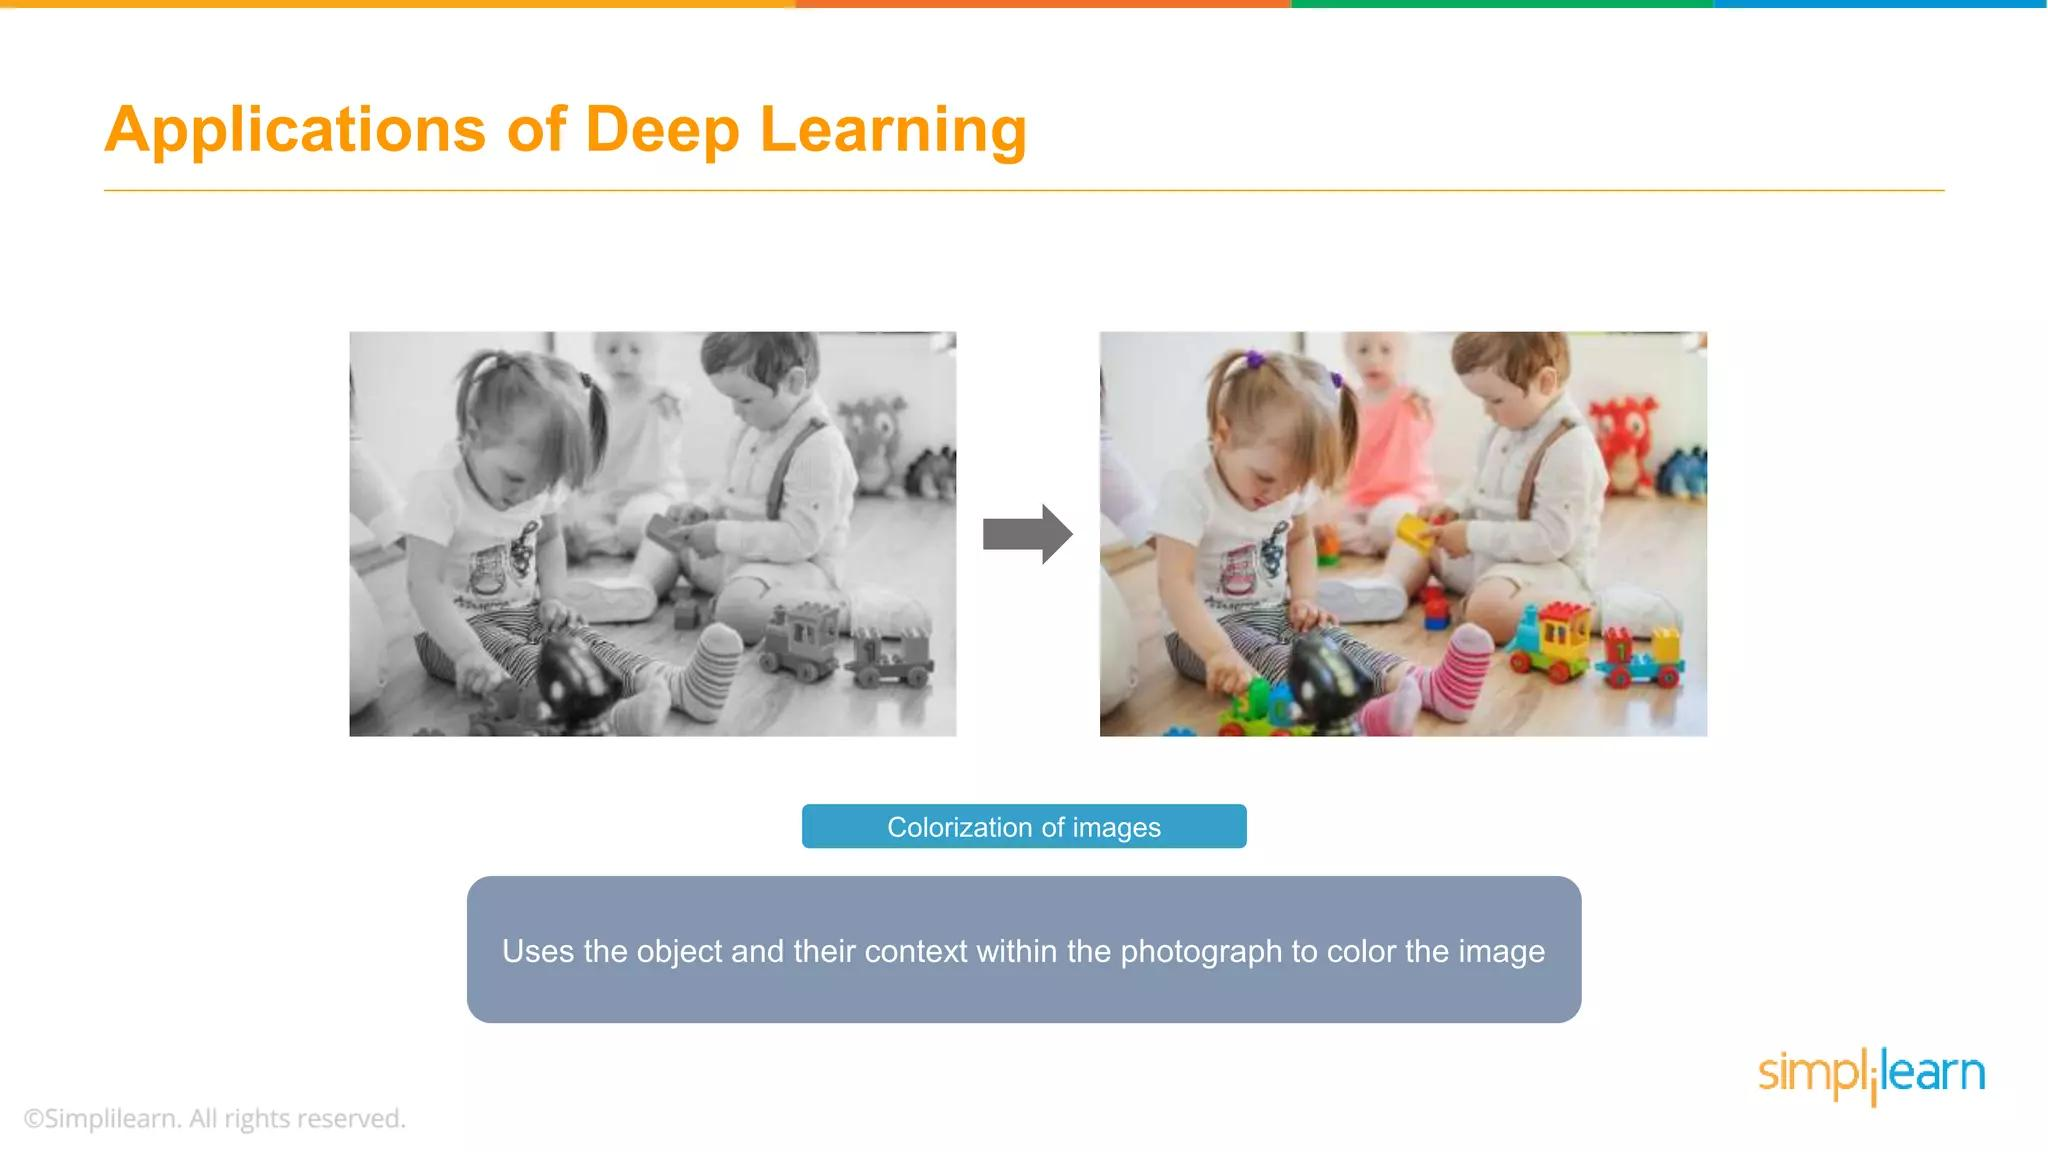 Applications of Deep Learning
Colorization of images
Uses the object and their context within the photograph to color the image
simplilearn
©Simplilearn. All rights reserved.